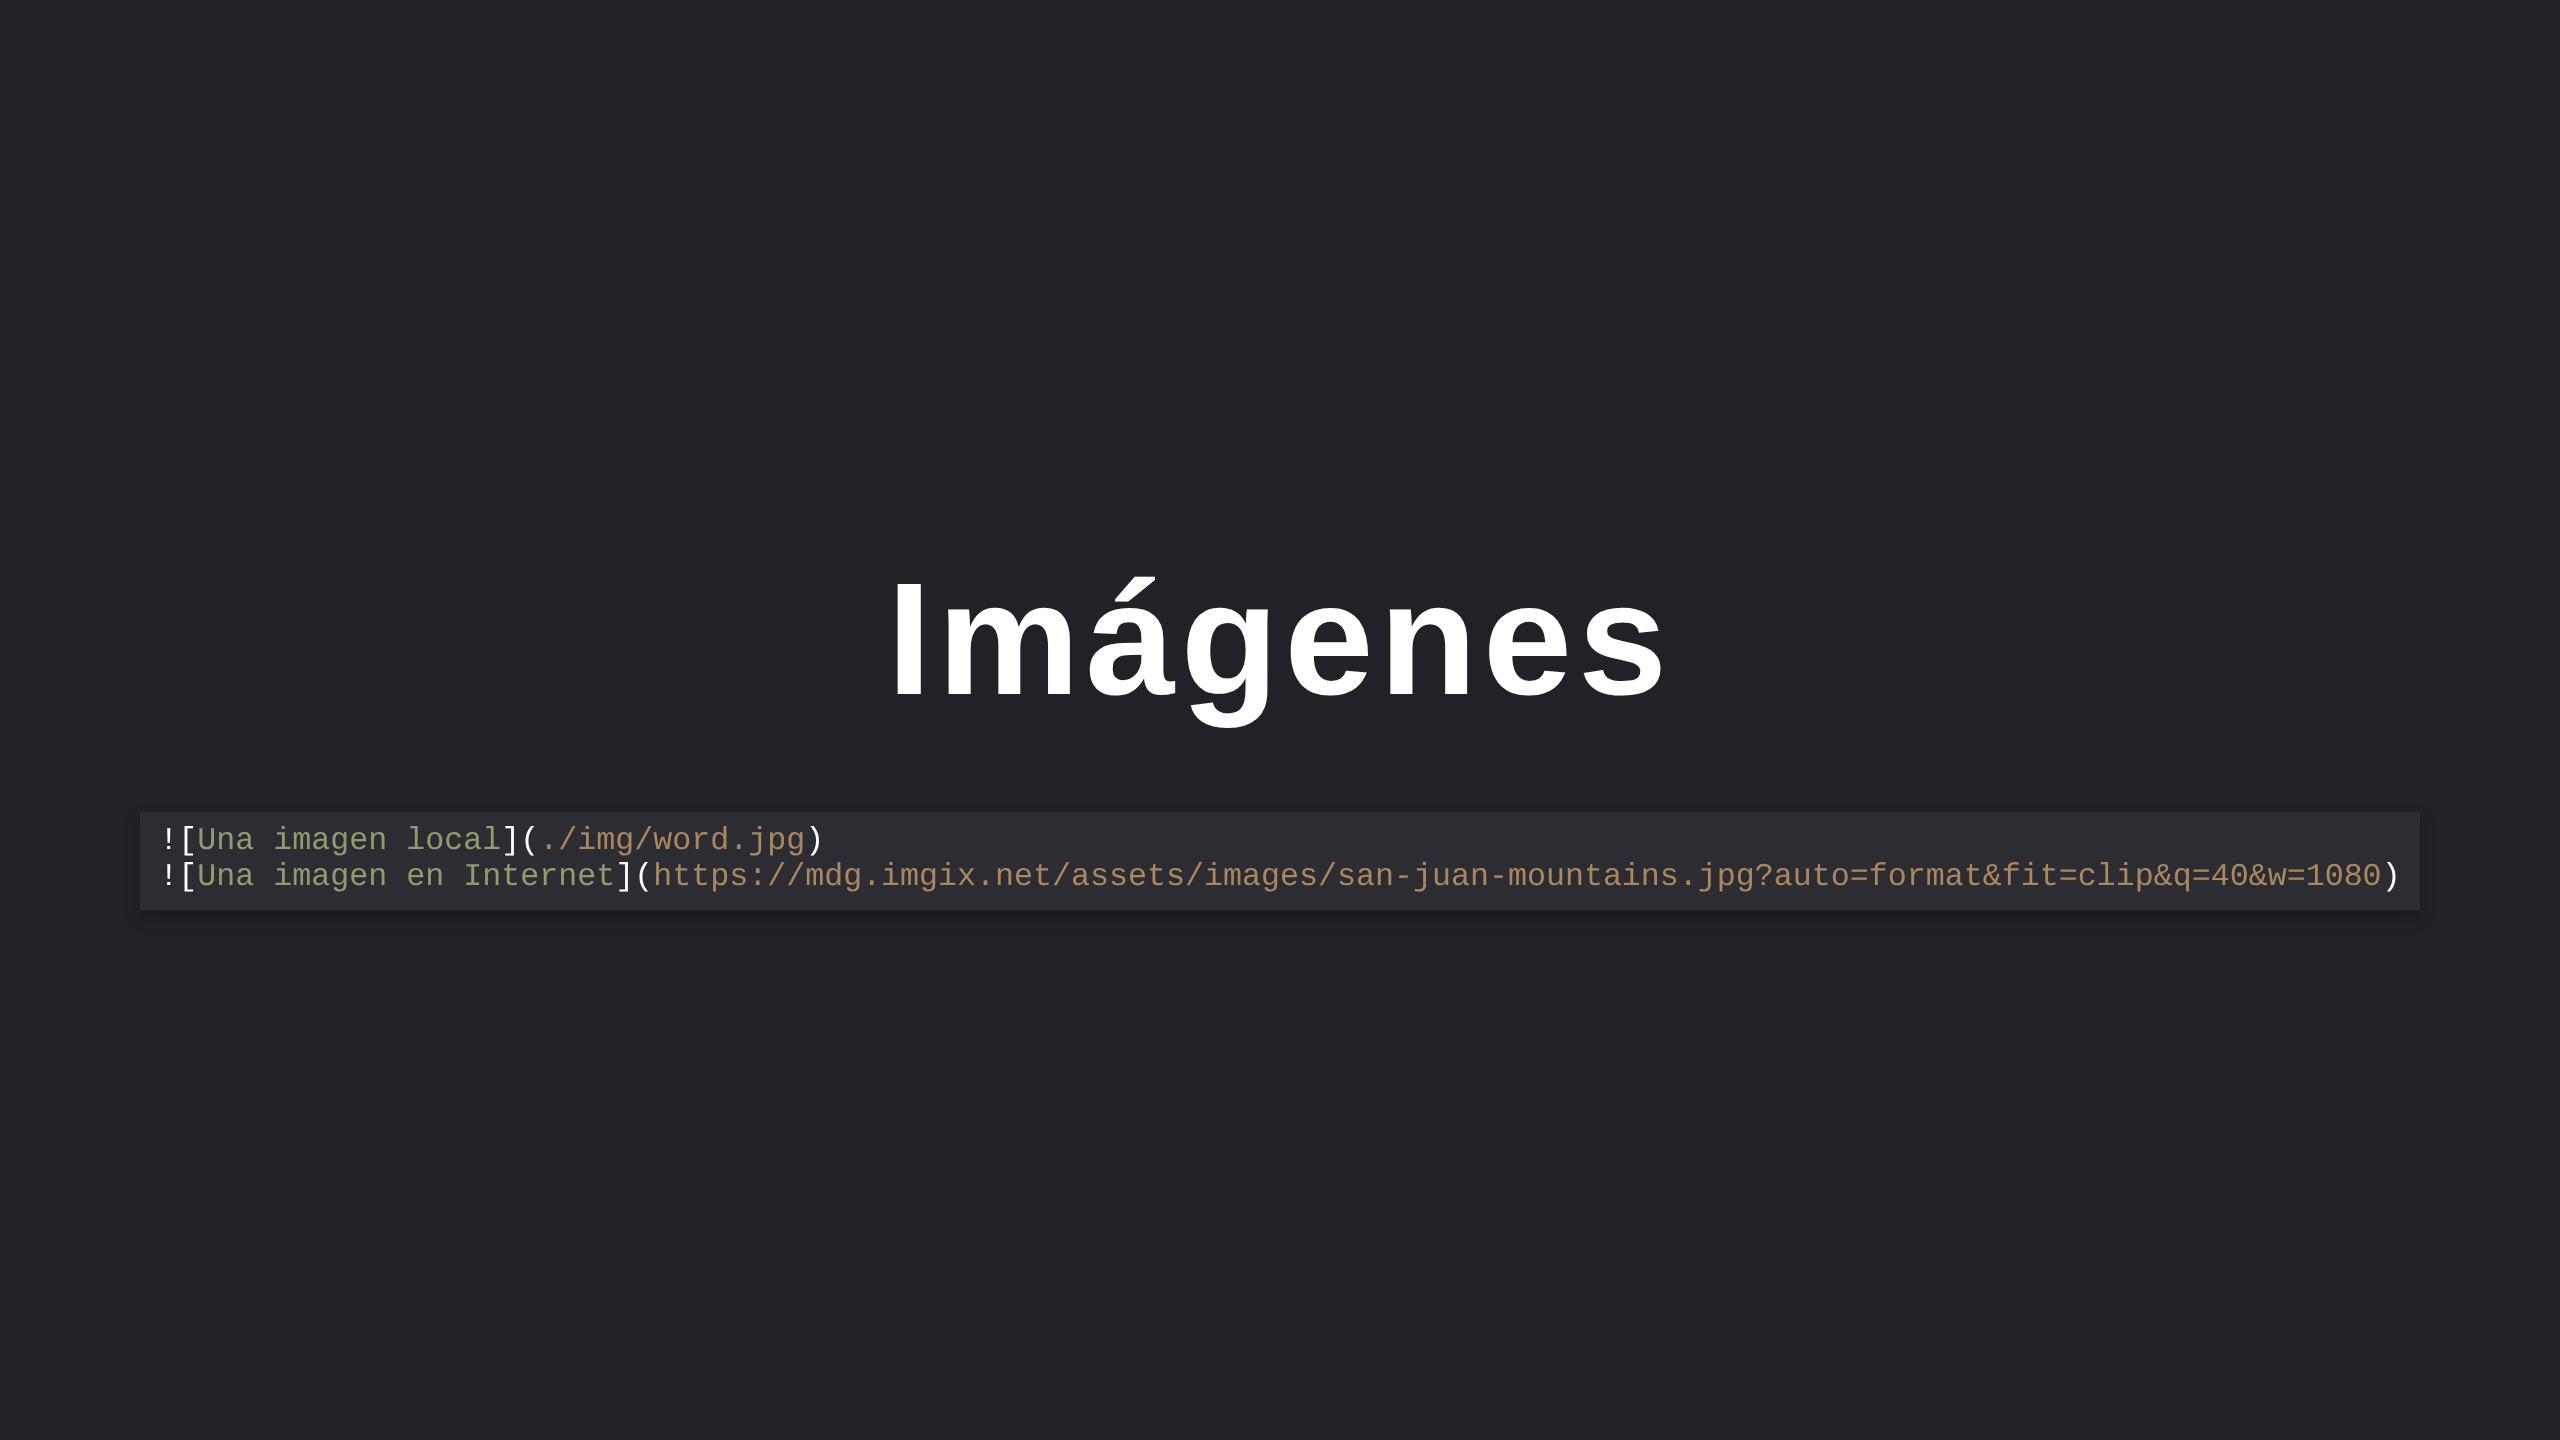 Imágenes
![Una imagen local](./img/word.jpg)
![Una imagen en Internet](https://mdg.imgix.net/assets/images/san-juan-mountains.jpg?auto=format&fit=clip&q=40&w=1080)